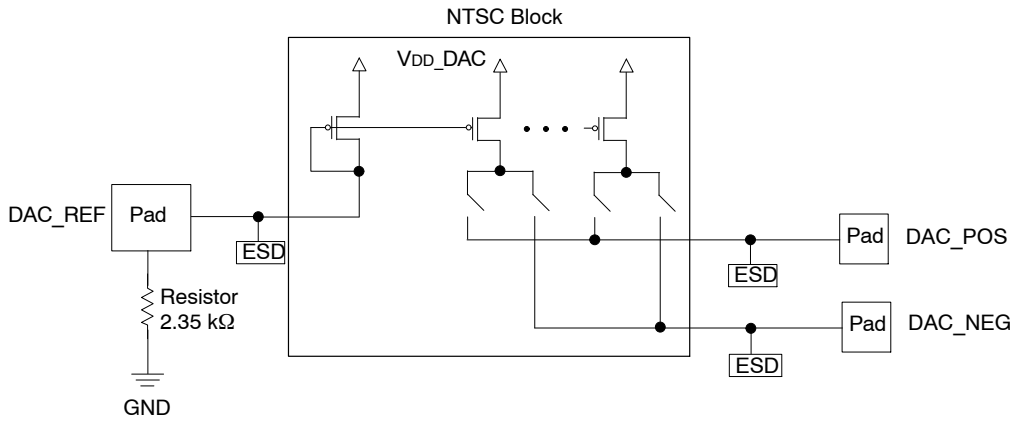 NTSC Block
VDD_DAC
DAC_REF
Pad
ESD
Resistor
2.35 kΩ
GND
Pad
DAC_POS
ESD
Pad
DAC_NEG
ESD